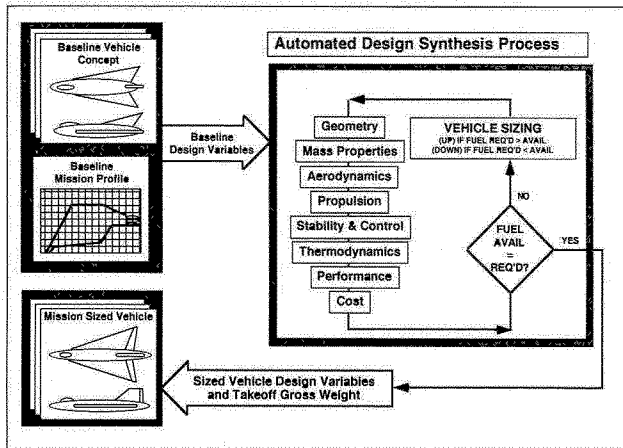 Baseline Vehicle
Concept
Baseline
Mission Profile
Baseline
Design Variables
Automated Design Synthesis Process
Geometry
Mass Properties
Aerodynamics
Propulsion
Stability & Control
Thermodynamics
Performance
Cost
VEHICLE SIZING
(UP) IF FUEL REQ'D > AVAIL
(DOWN) IF FUEL REQ'D < AVAIL
NO
FUEL
AVAIL
=
REQ'D?
YES
Mission Sized Vehicle
Sized Vehicle Design Variables
and Takeoff Gross Weight